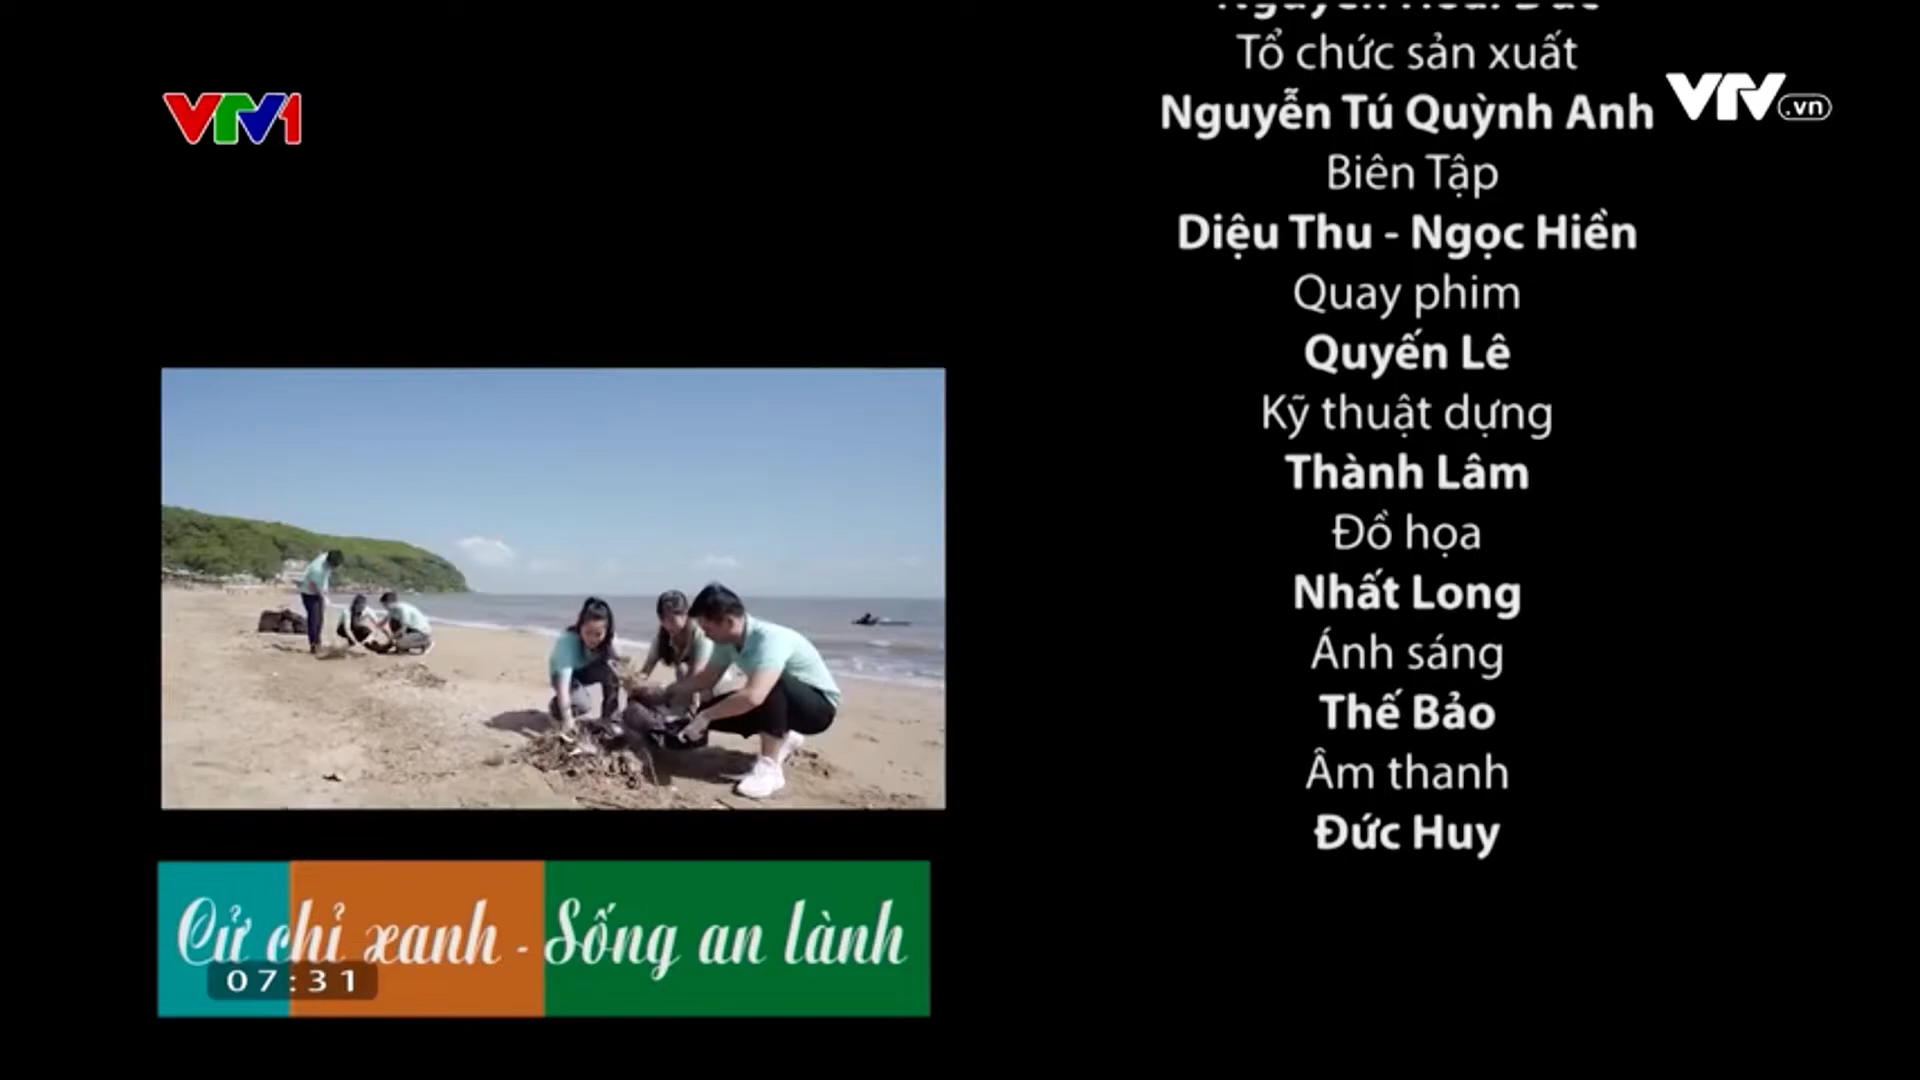 Tổ chức sản xuất
VTV1
VTV.vn
Nguyễn Tú Quỳnh Anh
Biên Tập
Diệu Thu - Ngọc Hiền
Quay phim
Quyến Lê
Kỹ thuật dựng
Thành Lâm
Đồ họa
Nhất Long
Ánh sáng
Thế Bảo
Âm thanh
Đức Huy
Cử chỉ xanh - Sống an lành
07:31